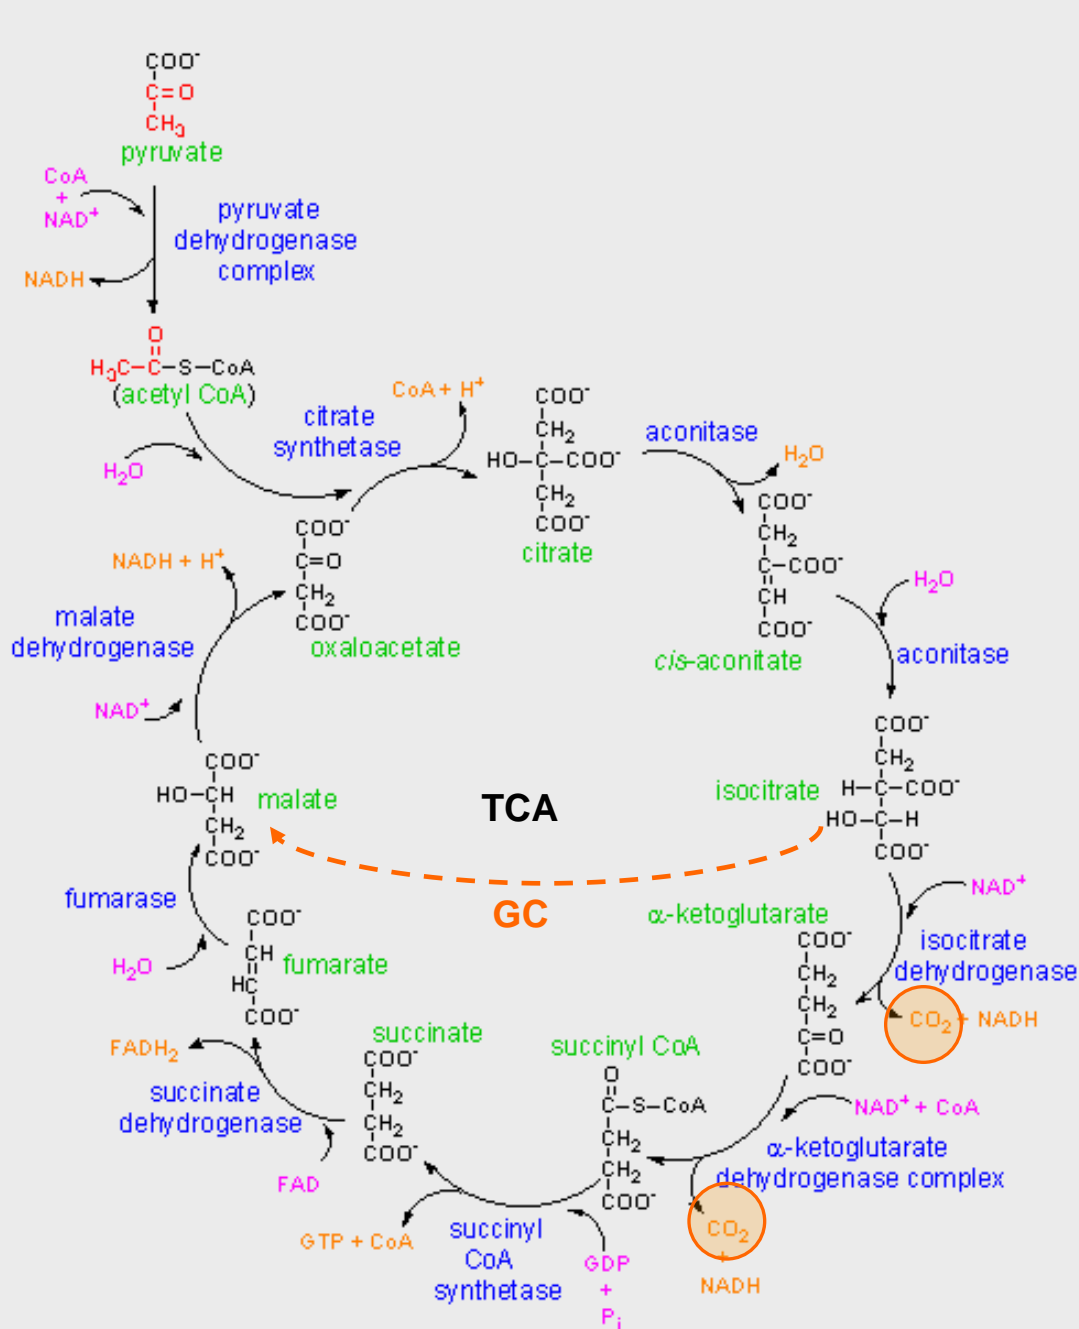 COO⁻
C=O
CH₃
pyruvate
CoA
+
NAD⁺
pyruvate
dehydrogenase
complex
NADH
O
H₃C–C–S–CoA
(acetyl CoA)
H₂O
citrate
synthetase
CoA + H⁺
COO⁻
CH₂
HO–C–COO⁻
CH₂
COO⁻
citrate
aconitase
H₂O
COO⁻
CH₂
C–COO⁻
CH
COO⁻
cis-aconitate
H₂O
aconitase
COO⁻
CH₂
H–C–COO⁻
HO–C–H
COO⁻
isocitrate
NAD⁺
isocitrate
dehydrogenase
CO₂ + NADH
α-ketoglutarate
COO⁻
CH₂
CH₂
C=O
COO⁻
NAD⁺ + CoA
α-ketoglutarate
dehydrogenase complex
CO₂
+
NADH
succinyl CoA
O
C–S–CoA
CH₂
CH₂
COO⁻
GDP
+
Pᵢ
succinyl
CoA
synthetase
GTP + CoA
succinate
COO⁻
CH₂
CH₂
COO⁻
FAD
succinate
dehydrogenase
FADH₂
COO⁻
CH
HC
COO⁻
fumarate
H₂O
fumarase
COO⁻
HO–CH
CH₂
COO⁻
malate
NAD⁺
malate
dehydrogenase
NADH + H⁺
COO⁻
C=O
CH₂
COO⁻
oxaloacetate
TCA
GC